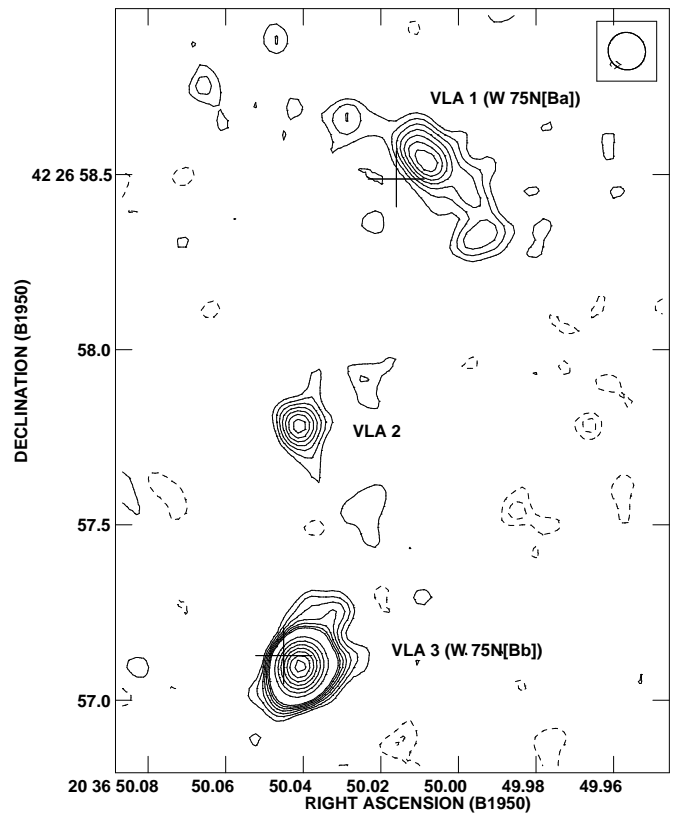 VLA 1 (W 75N[Ba])
42 26 58.5
58.0
VLA 2
57.5
VLA 3 (W 75N[Bb])
57.0
DECLINATION (B1950)
20 36 50.08 50.06 50.04 50.02 50.00 49.98 49.96
RIGHT ASCENSION (B1950)